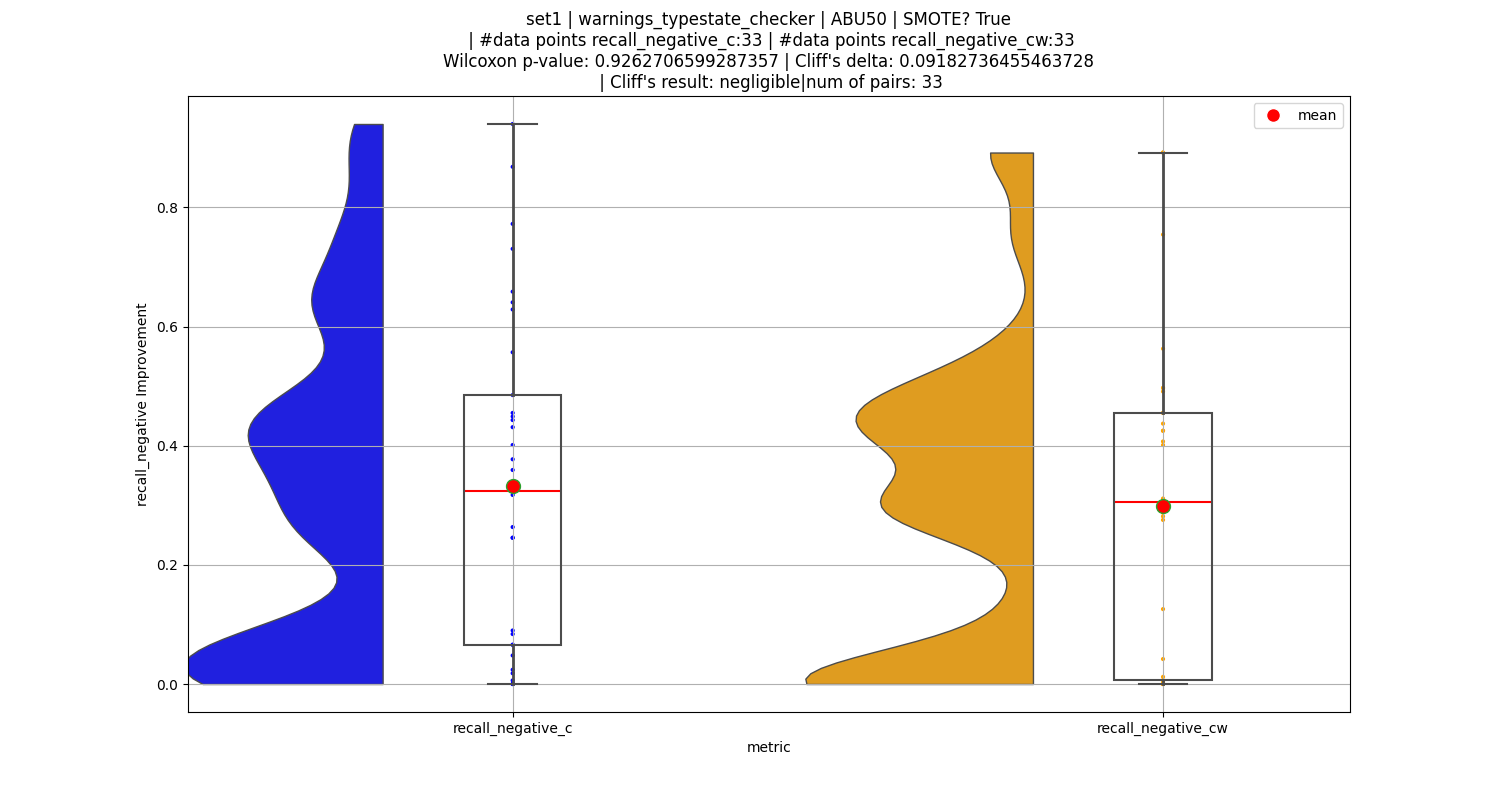 set1 | warnings_typestate_checker | ABU50 | SMOTE? True
| #data points recall_negative_c:33 | #data points recall_negative_cw:33
Wilcoxon p-value: 0.9262706599287357 | Cliff's delta: 0.09182736455463728
| Cliff's result: negligible|num of pairs: 33
mean
0.8
0.6
0.4
0.2
0.0
recall_negative Improvement
recall_negative_c
recall_negative_cw
metric